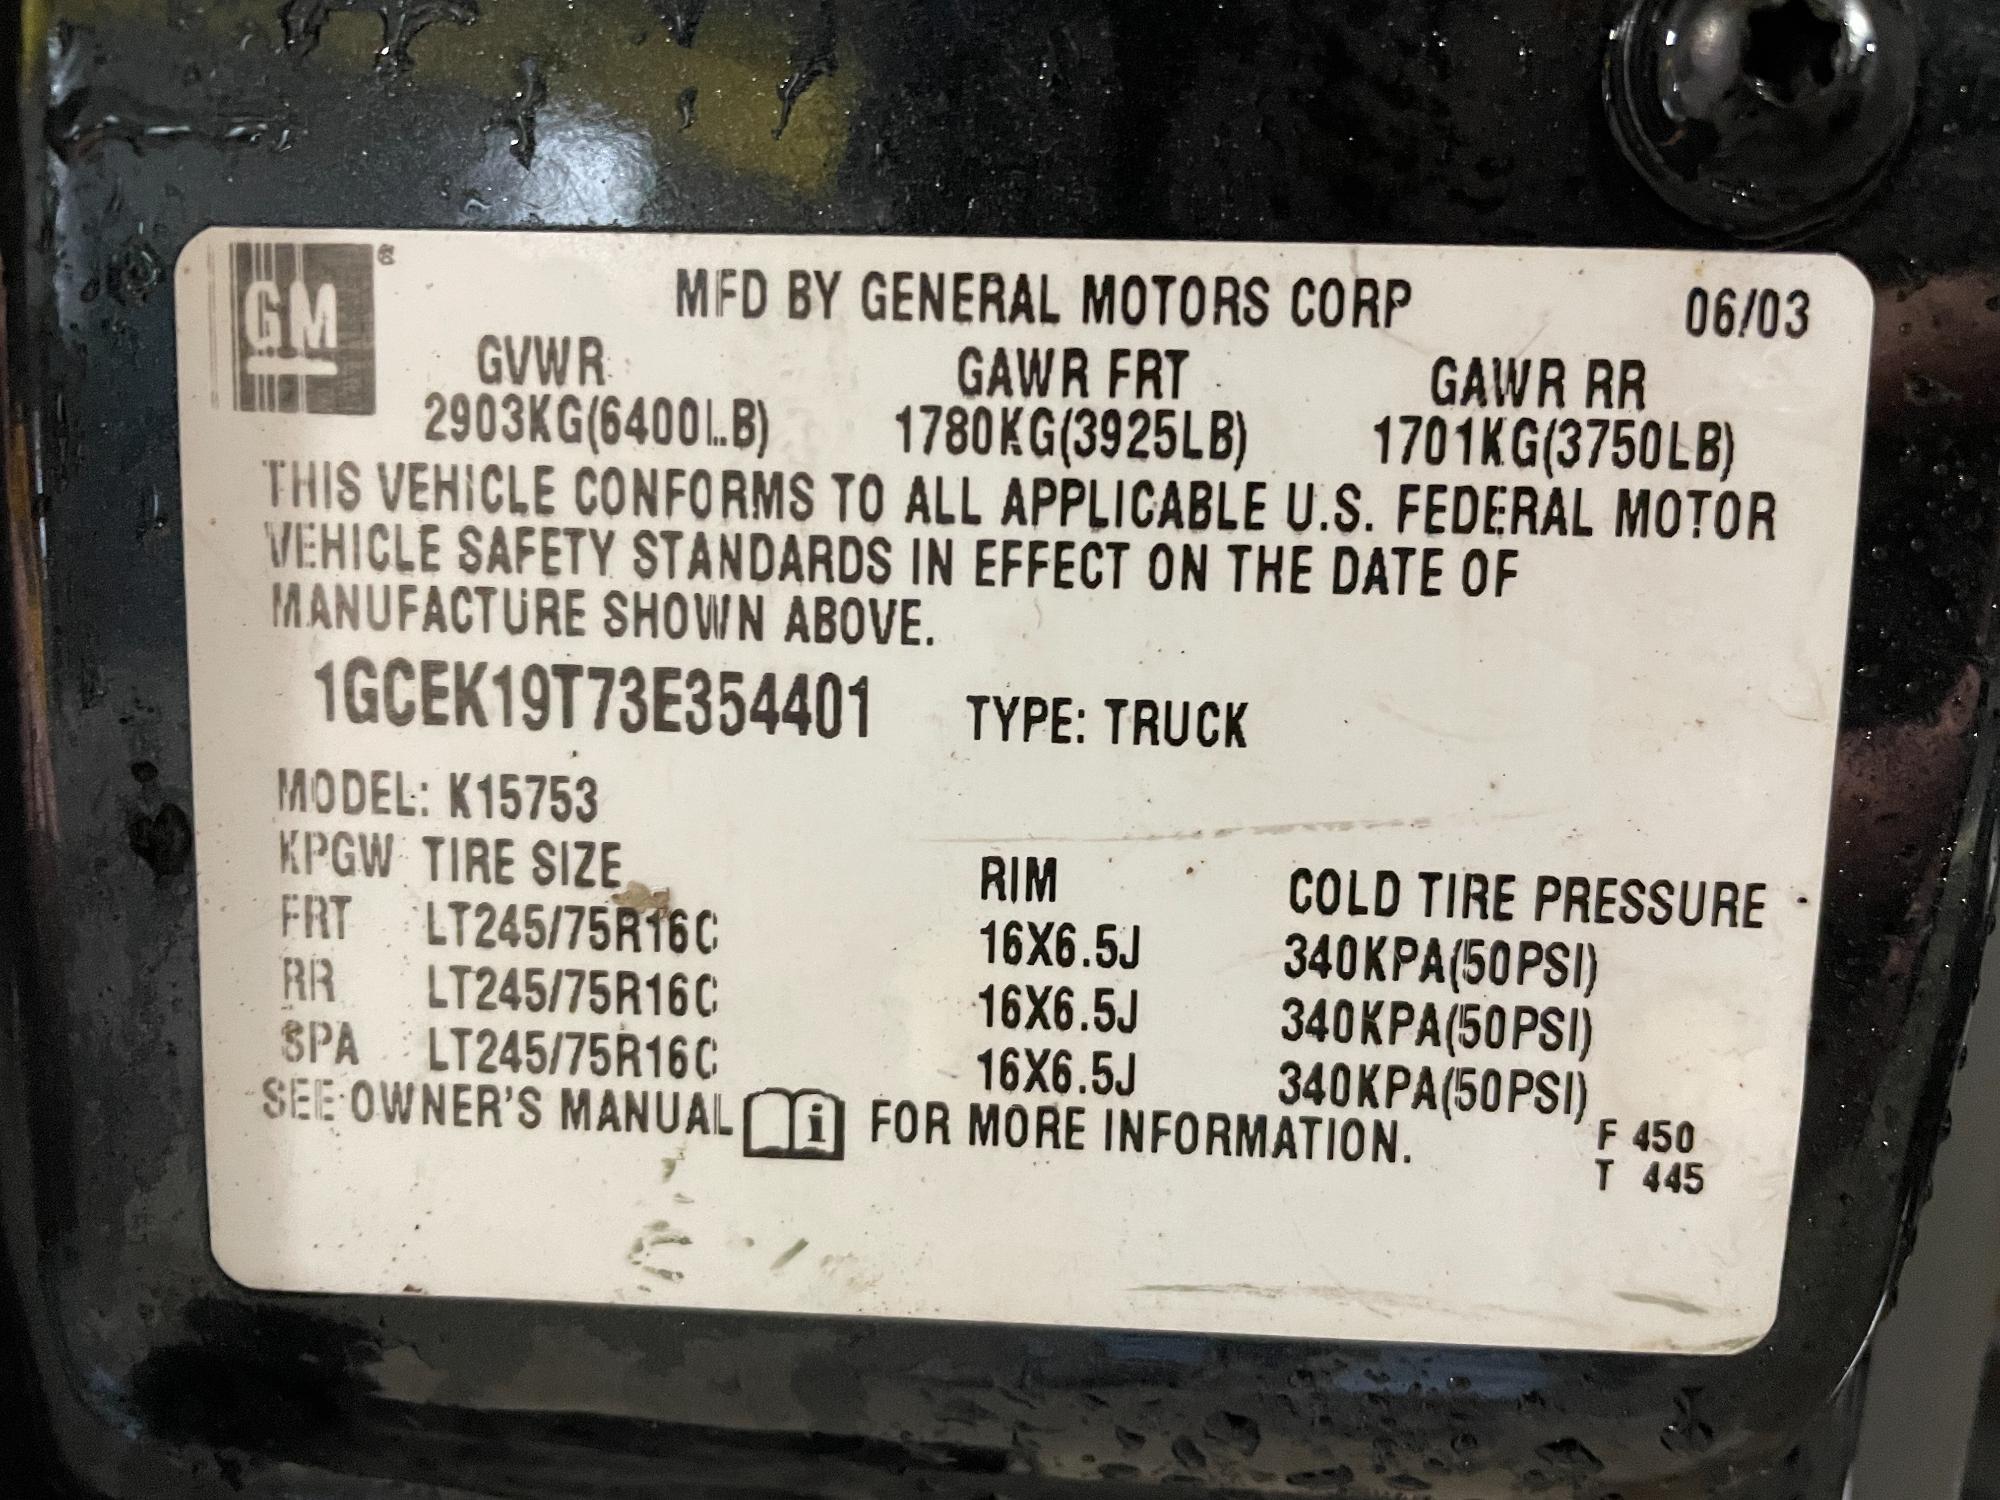 GM ®
MFD BY GENERAL MOTORS CORP 06/03
GVWR GAWR FRT GAWR RR
2903KG(6400LB) 1780KG(3925LB) 1701KG(3750LB)
THIS VEHICLE CONFORMS TO ALL APPLICABLE U.S. FEDERAL MOTOR
VEHICLE SAFETY STANDARDS IN EFFECT ON THE DATE OF
MANUFACTURE SHOWN ABOVE.
1GCEK19T73E354401 TYPE: TRUCK
MODEL: K15753
KPGW TIRE SIZE RIM COLD TIRE PRESSURE
FRT LT245/75R16C 16X6.5J 340KPA(50PSI)
RR LT245/75R16C 16X6.5J 340KPA(50PSI)
SPA LT245/75R16C 16X6.5J 340KPA(50PSI)
SEE OWNER'S MANUAL i FOR MORE INFORMATION.
F 450
T 445